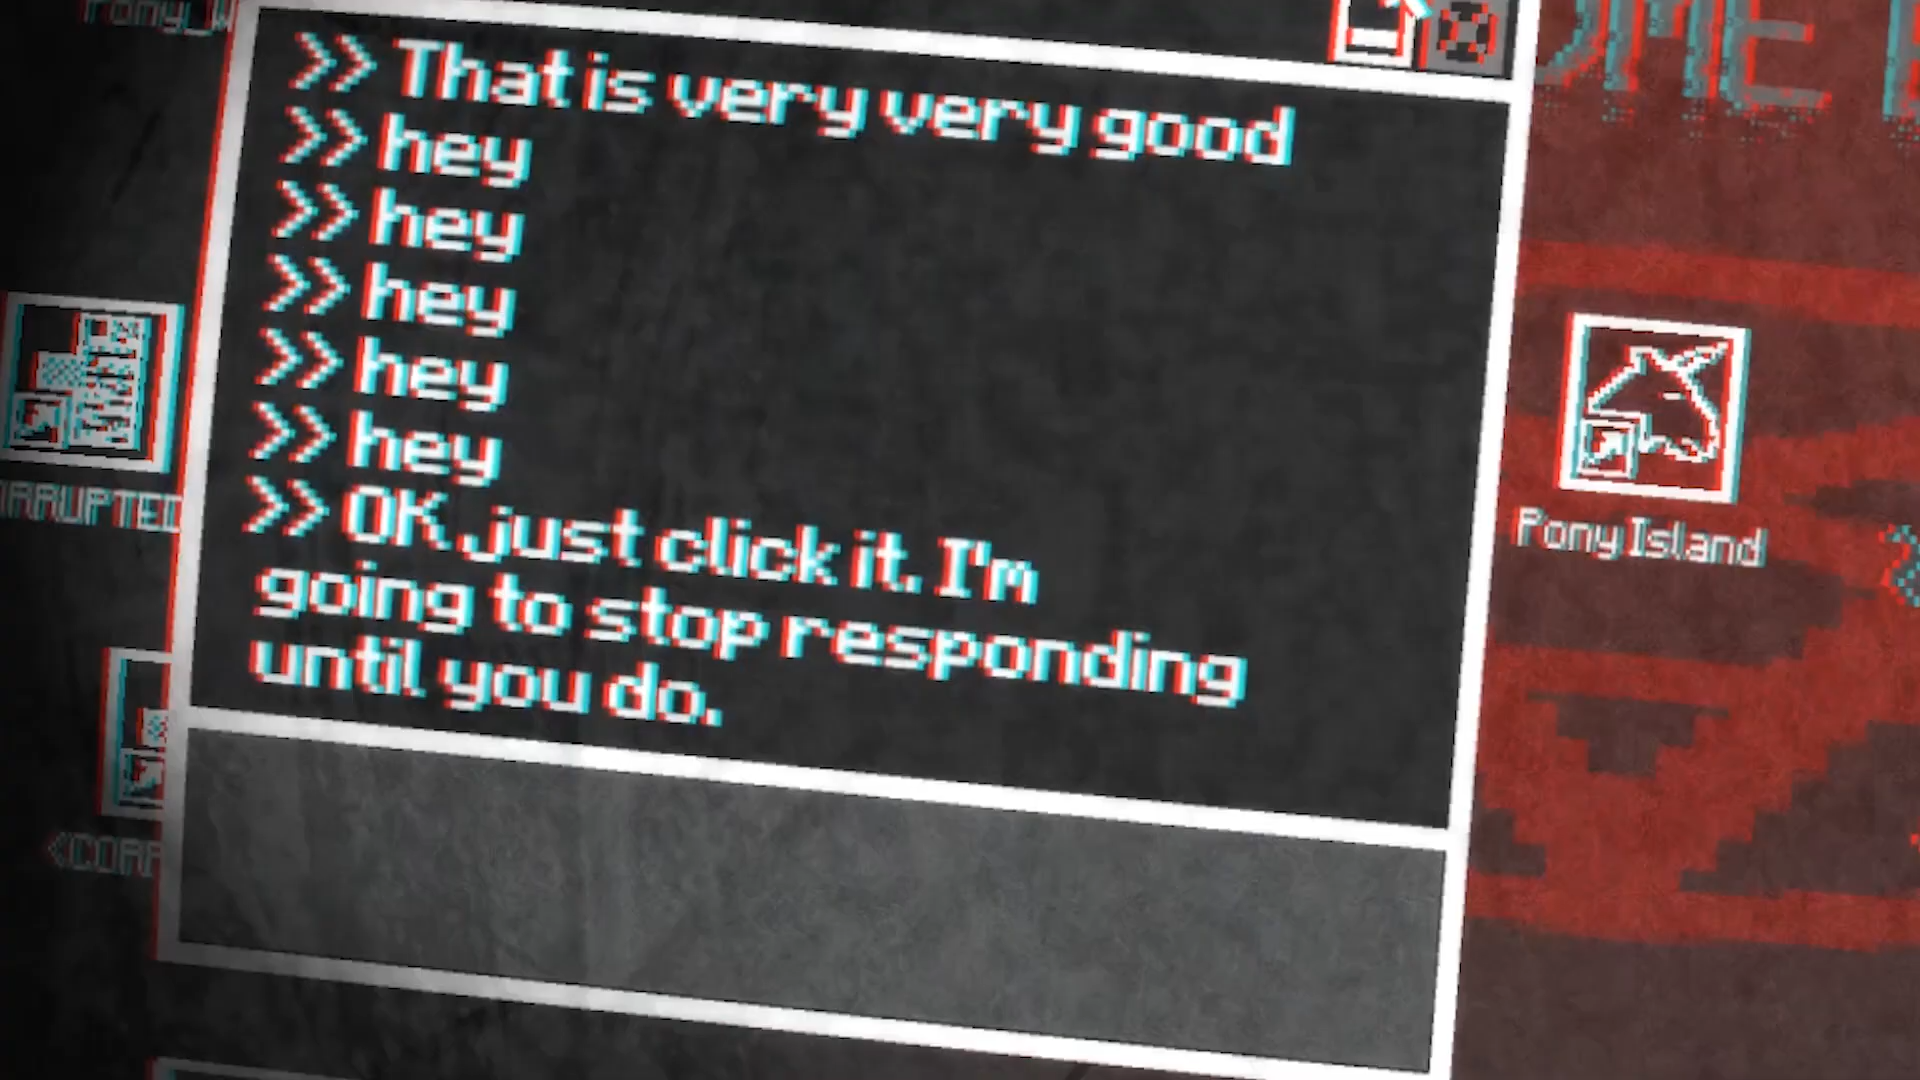 >> That is very very good
>> hey
>> hey
>> hey
>> hey
>> hey
>> OK just click it. I'm
going to stop responding
until you do.
Pony Island